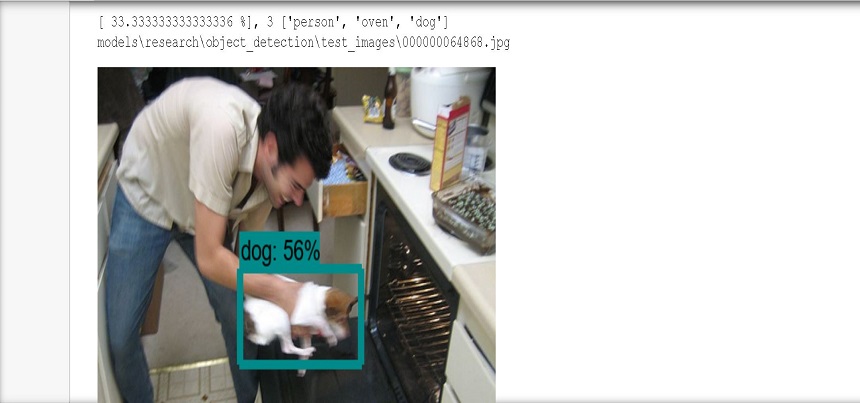 [ 33.333333333333336 %], 3 ['person', 'oven', 'dog']
models\research\object_detection\test_images\000000064868.jpg
dog: 56%